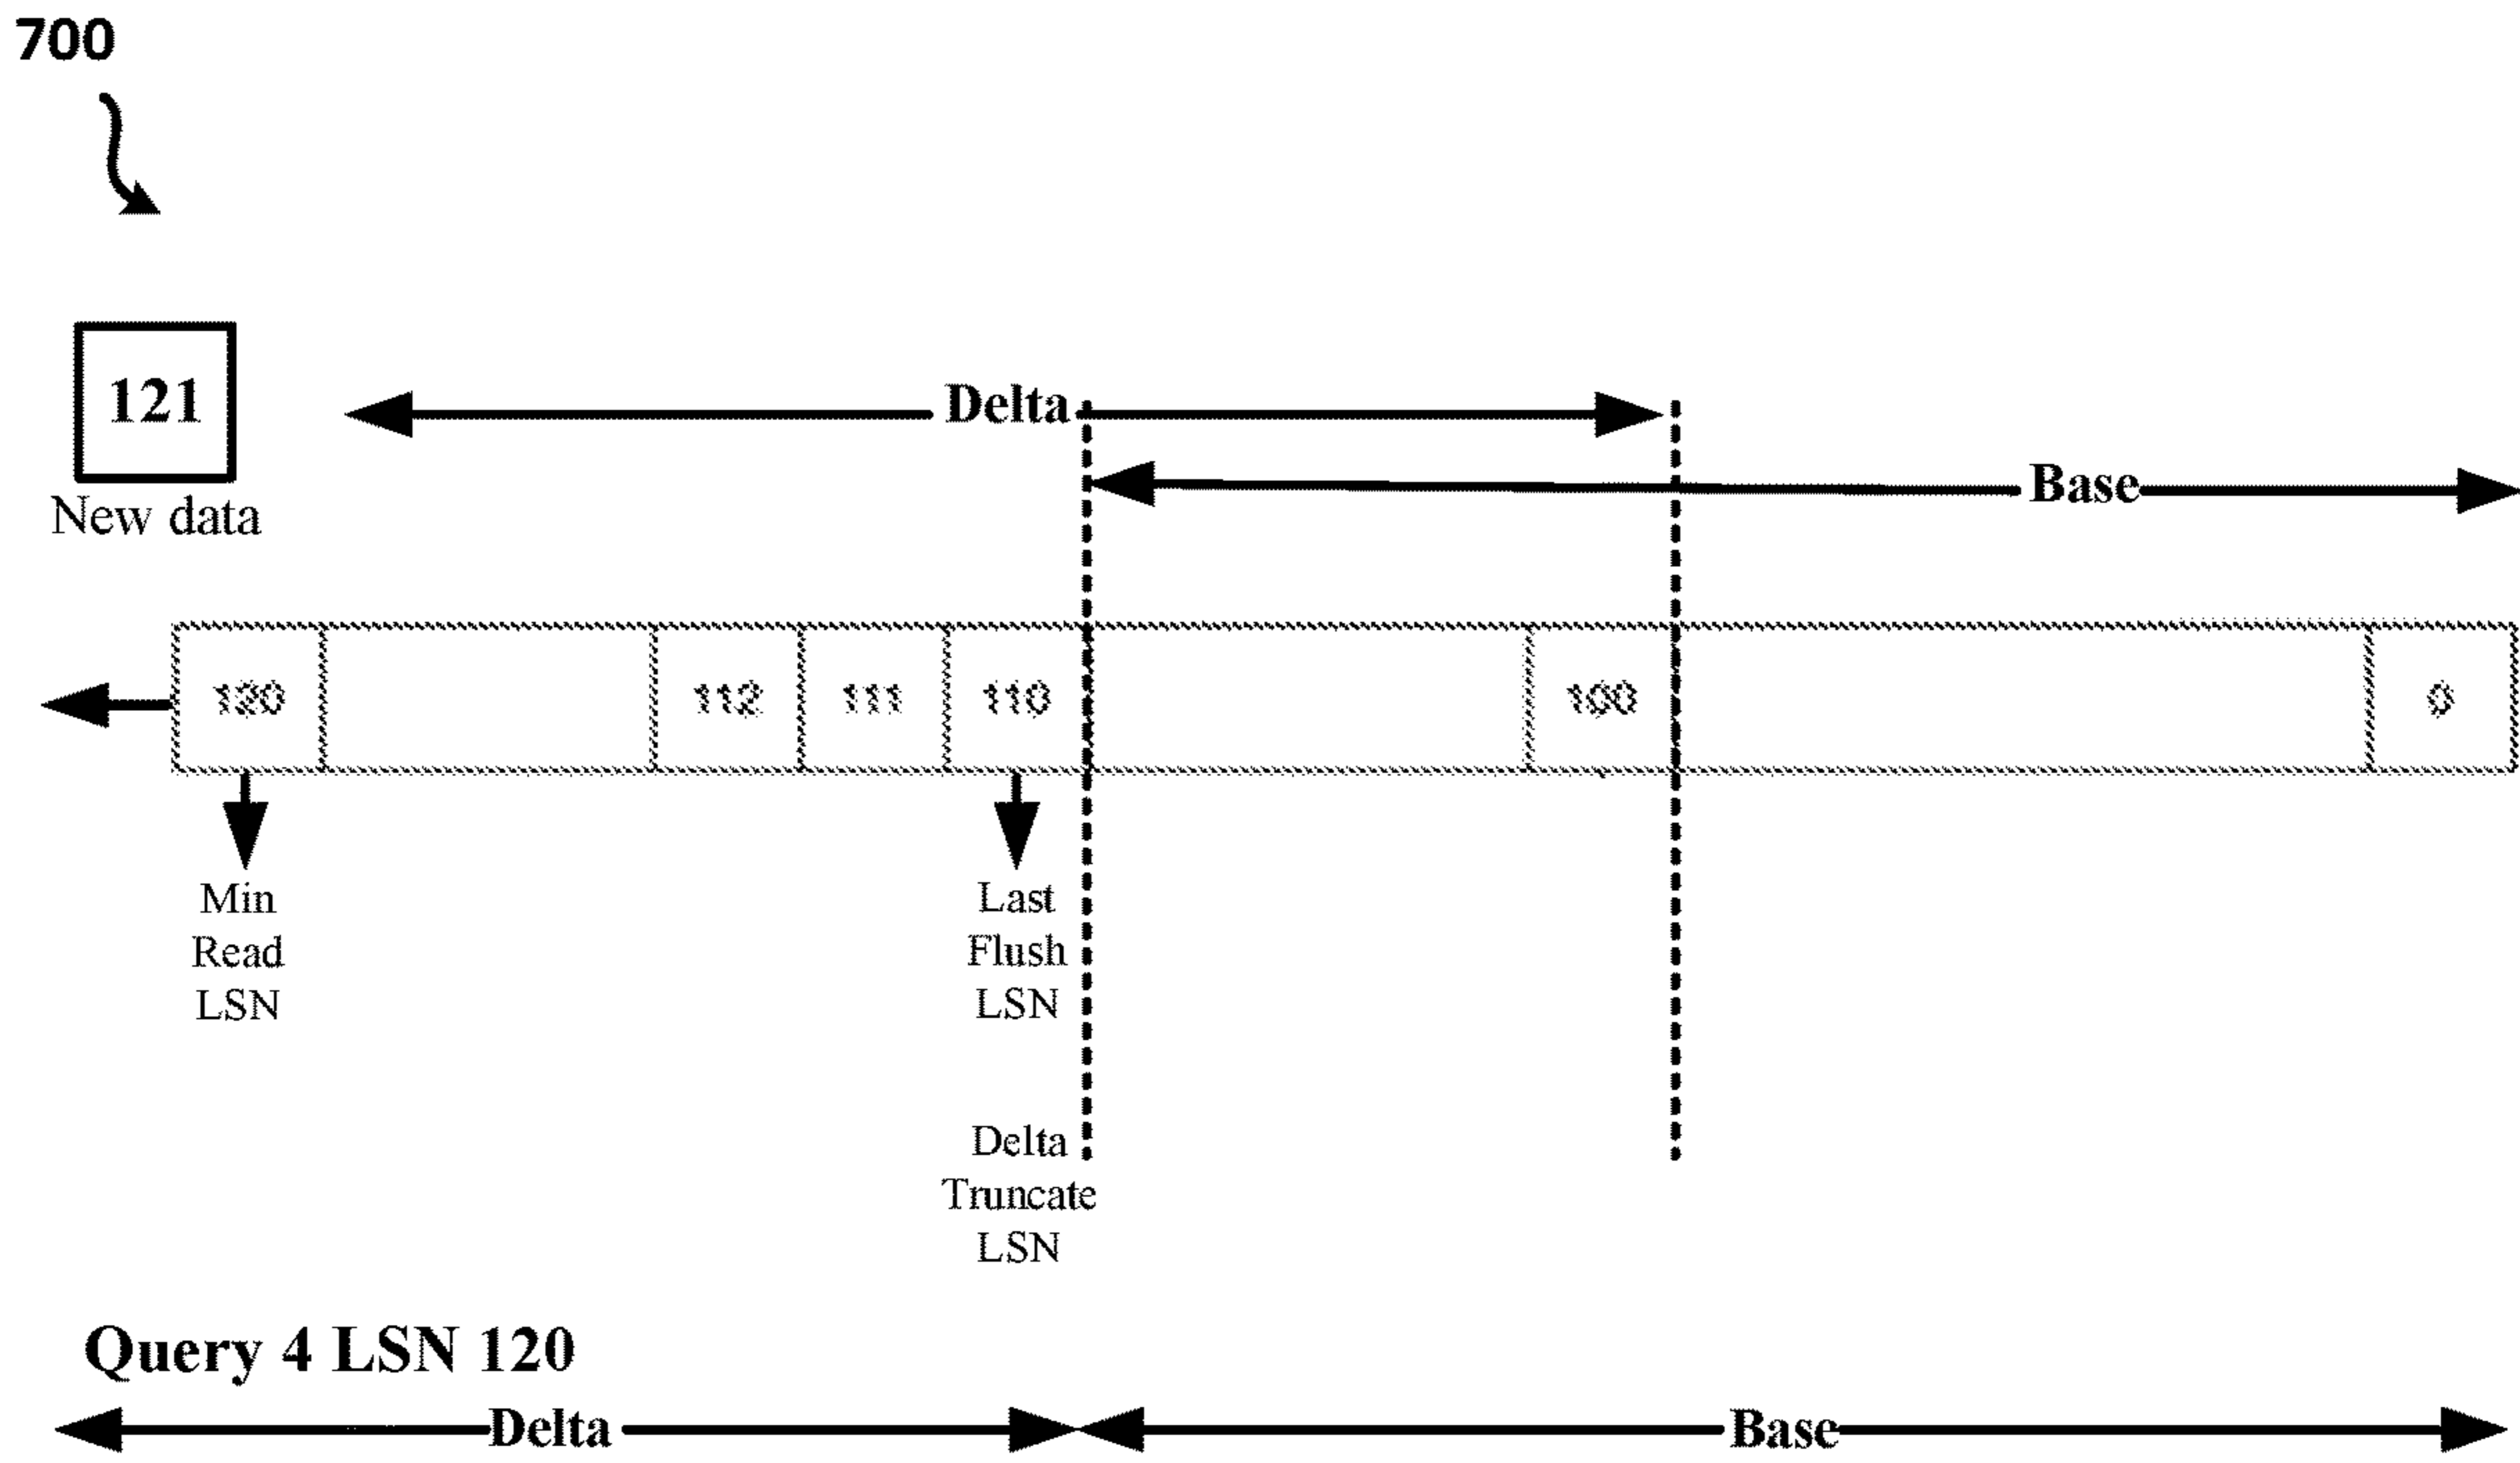 700
121
New data
Delta
Base
120 112 111 110 100 0
Min
Read
LSN
Last
Flush
LSN
Delta
Truncate
LSN
Query 4 LSN 120
Delta Base